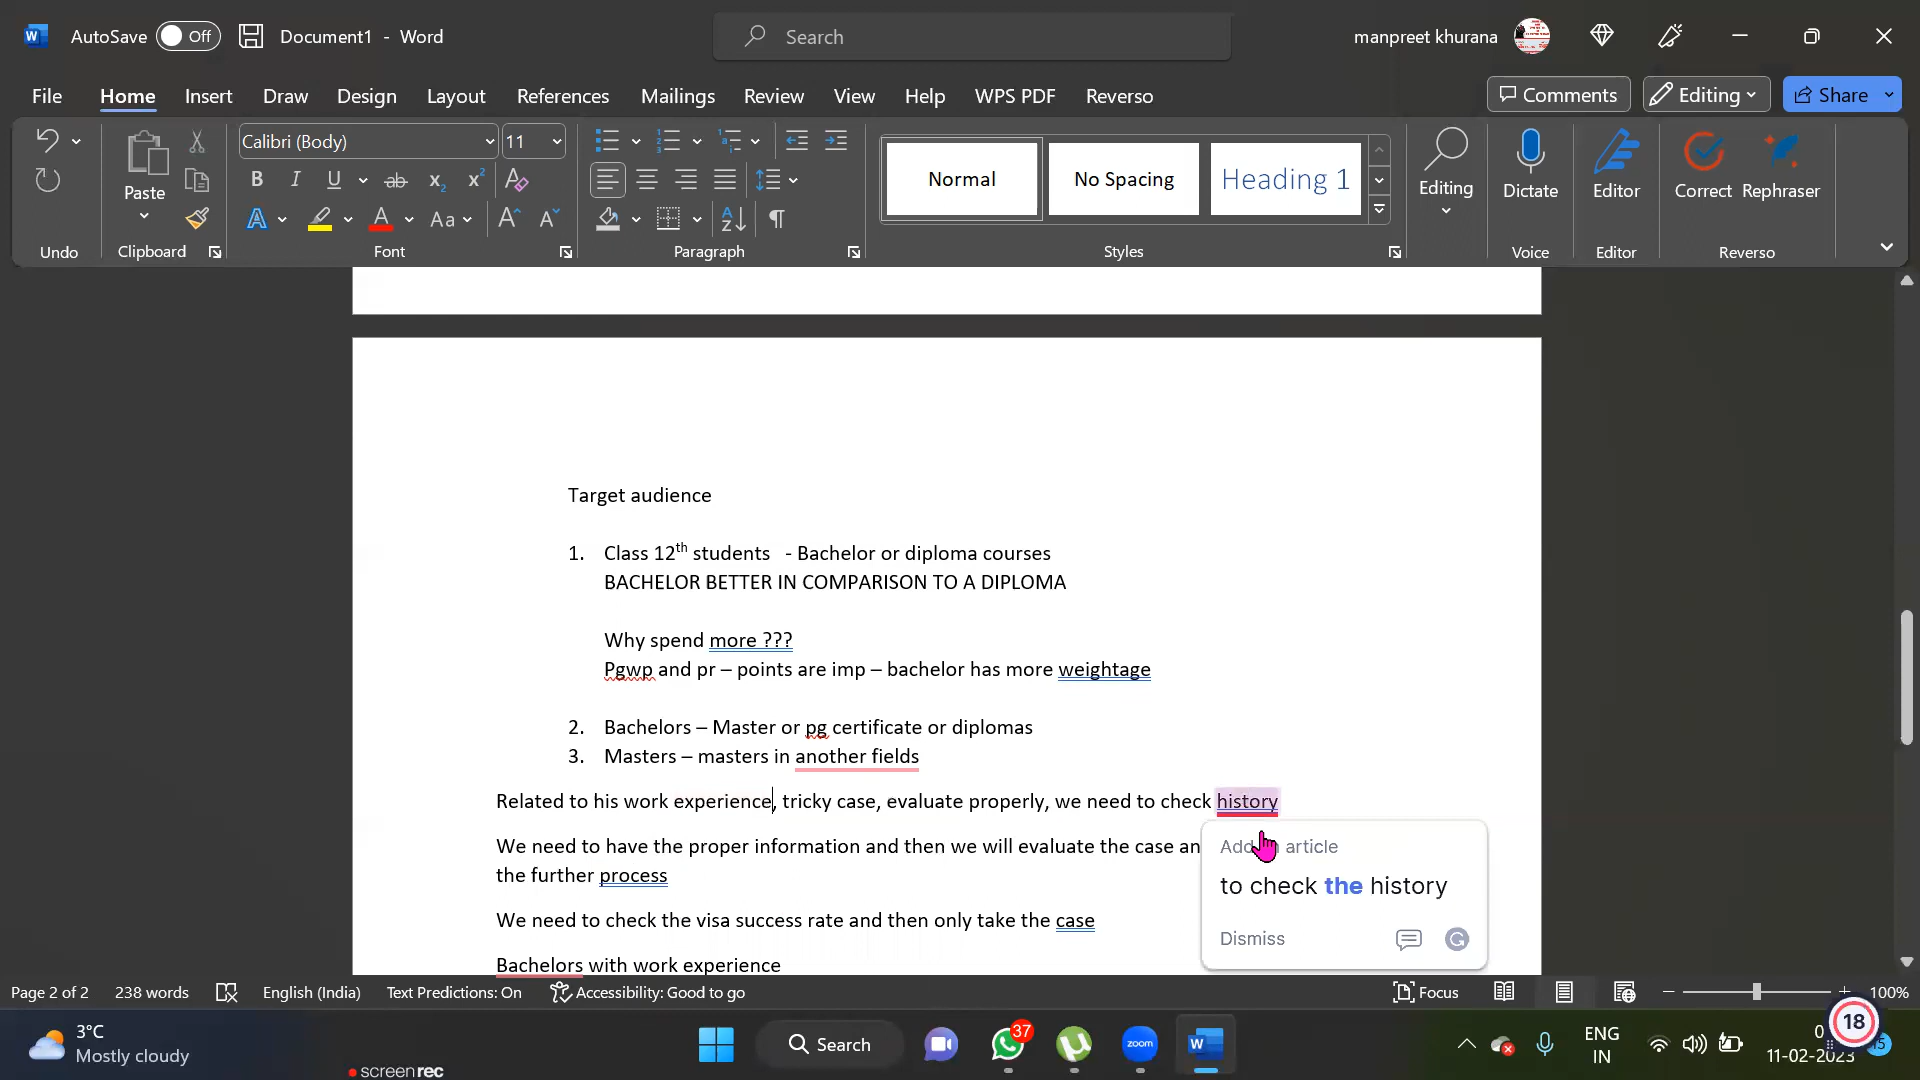 AutoSave Off Document1 - Word Search manpreet khurana
File Home Insert Draw Design Layout References Mailings Review View Help WPS PDF Reverso Comments Editing Share
Calibri (Body) 11
Paste Normal No Spacing Heading 1 Editing Dictate Editor Correct Rephraser
Undo Clipboard Font Paragraph Styles Voice Editor Reverso
Target audience
1. Class 12th students - Bachelor or diploma courses
BACHELOR BETTER IN COMPARISON TO A DIPLOMA
Why spend more ???
Pgwp and pr – points are imp – bachelor has more weightage
2. Bachelors – Master or pg certificate or diplomas
3. Masters – masters in another fields
Related to his work experience, tricky case, evaluate properly, we need to check history
We need to have the proper information and then we will evaluate the case an
the further process
We need to check the visa success rate and then only take the case
Bachelors with work experience
Add article
to check the history
Dismiss
Page 2 of 2 238 words English (India) Text Predictions: On Accessibility: Good to go Focus 100%
3°C
Mostly cloudy
Search
37
zoom
ENG
IN
11-02-2023
18
screenrec